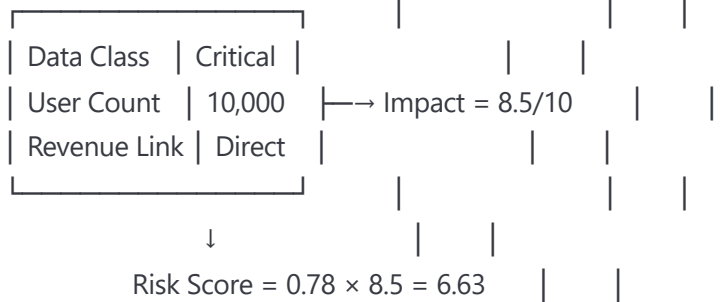 Data Class | Critical
User Count | 10,000 ├─→ Impact = 8.5/10
Revenue Link | Direct
↓
Risk Score = 0.78 × 8.5 = 6.63